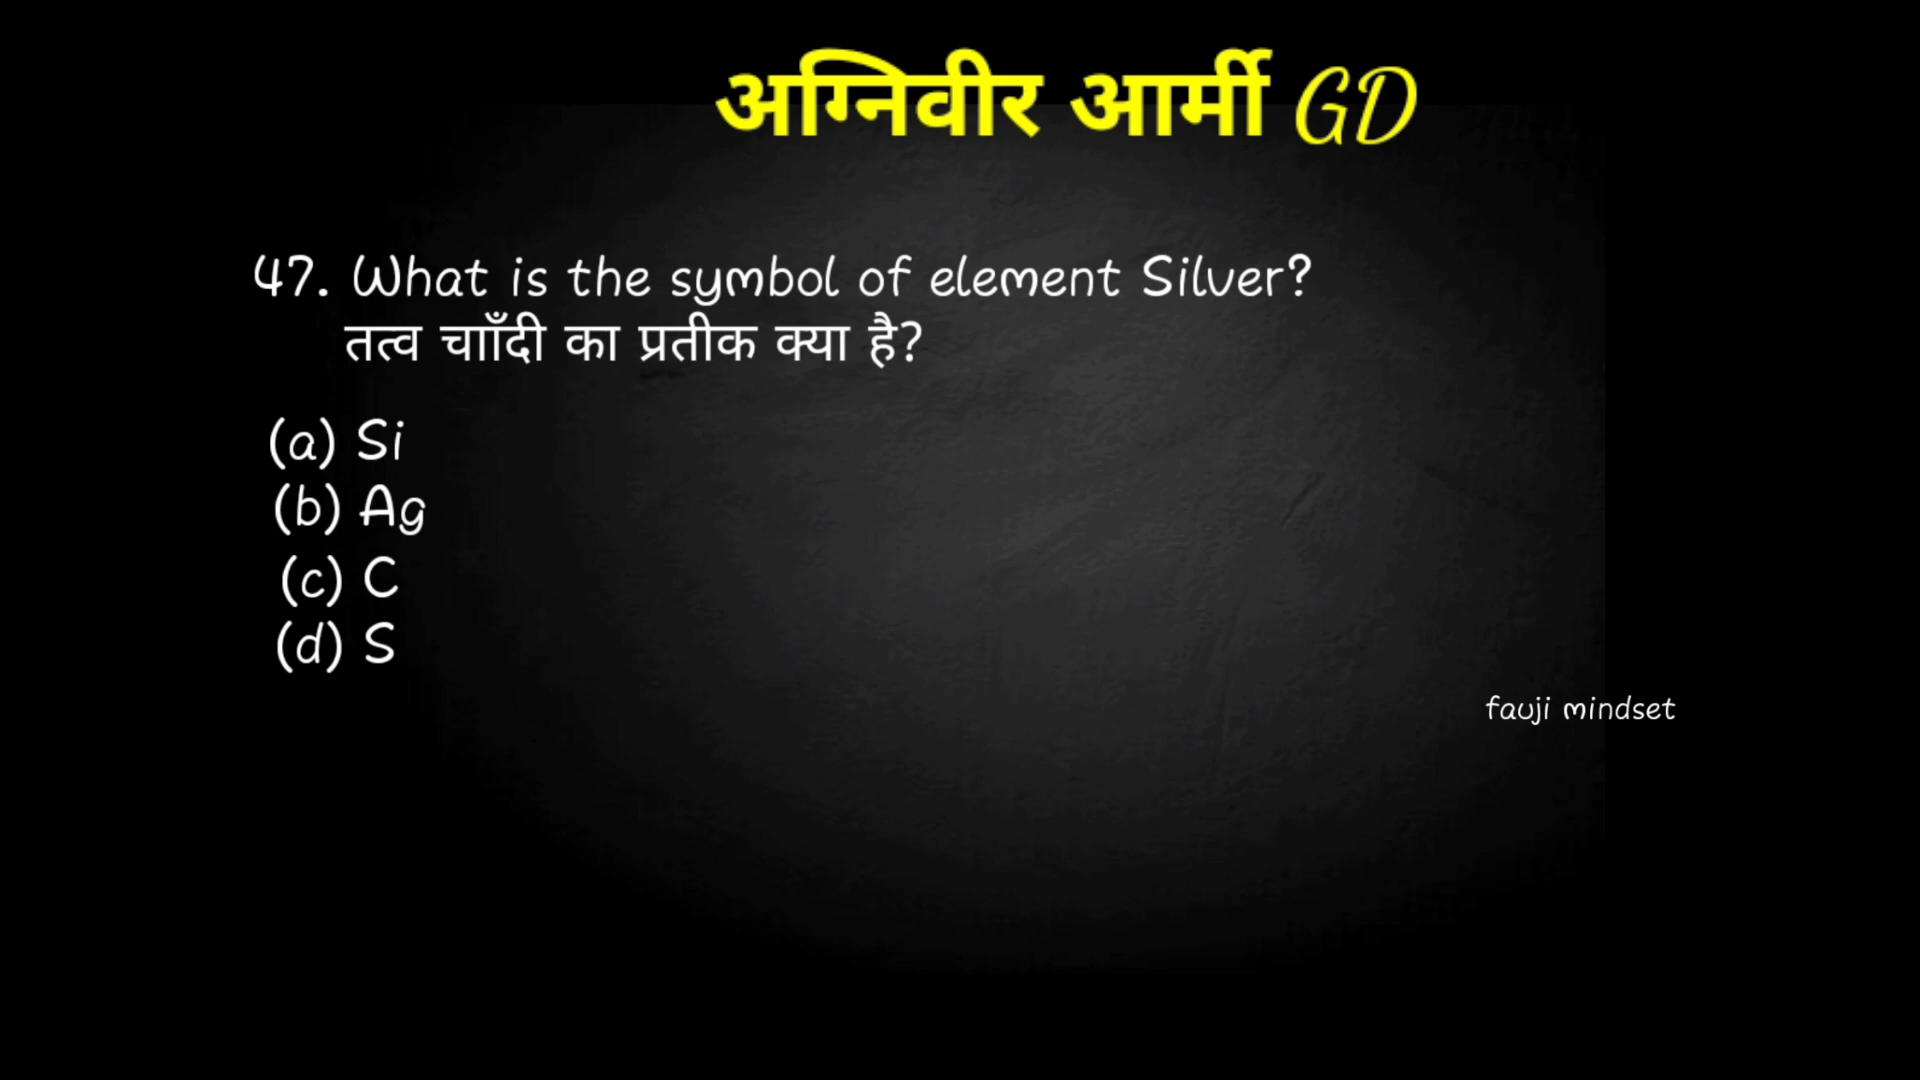 अग्निवीर आर्मी GD
47. What is the symbol of element Silver?
तत्व चााँदी का प्रतीक क्या है?
(a) Si
(b) Ag
(c) C
(d) S
fauji mindset